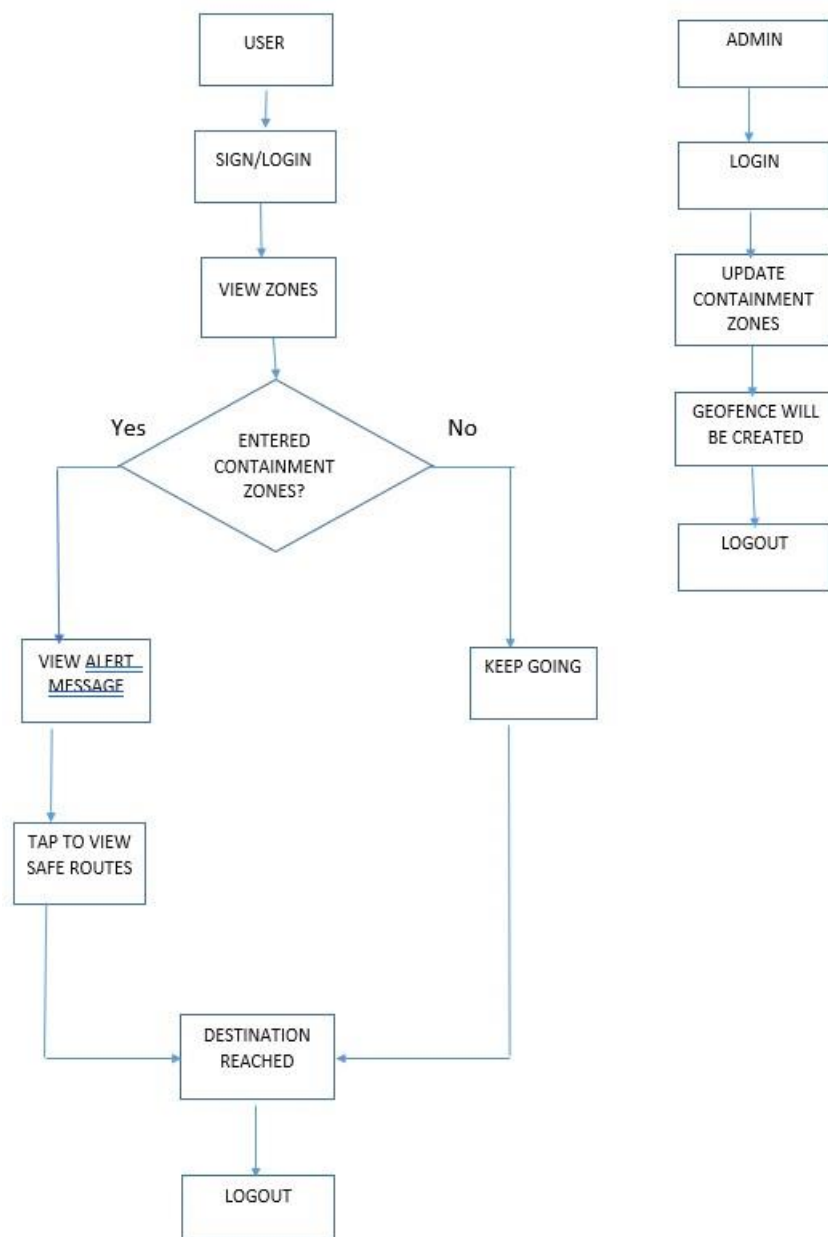 USER
SIGN/LOGIN
VIEW ZONES
Yes
No
ENTERED
CONTAINMENT
ZONES?
VIEW ALERT
MESSAGE
KEEP GOING
TAP TO VIEW
SAFE ROUTES
DESTINATION
REACHED
LOGOUT
ADMIN
LOGIN
UPDATE
CONTAINMENT
ZONES
GEOFENCE WILL
BE CREATED
LOGOUT